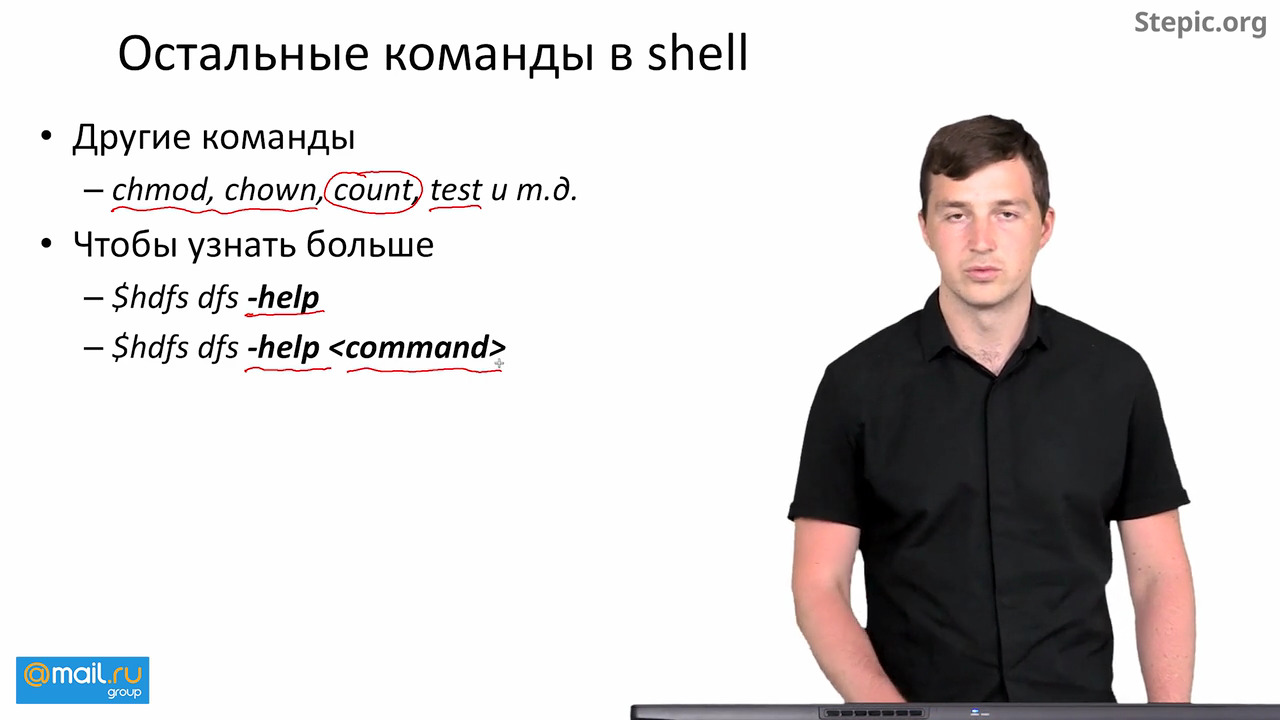 Stepic.org
Остальные команды в shell
• Другие команды
– chmod, chown, count, test и т.д.
• Чтобы узнать больше
– $hdfs dfs -help
– $hdfs dfs -help <command>
@mail.ru
group